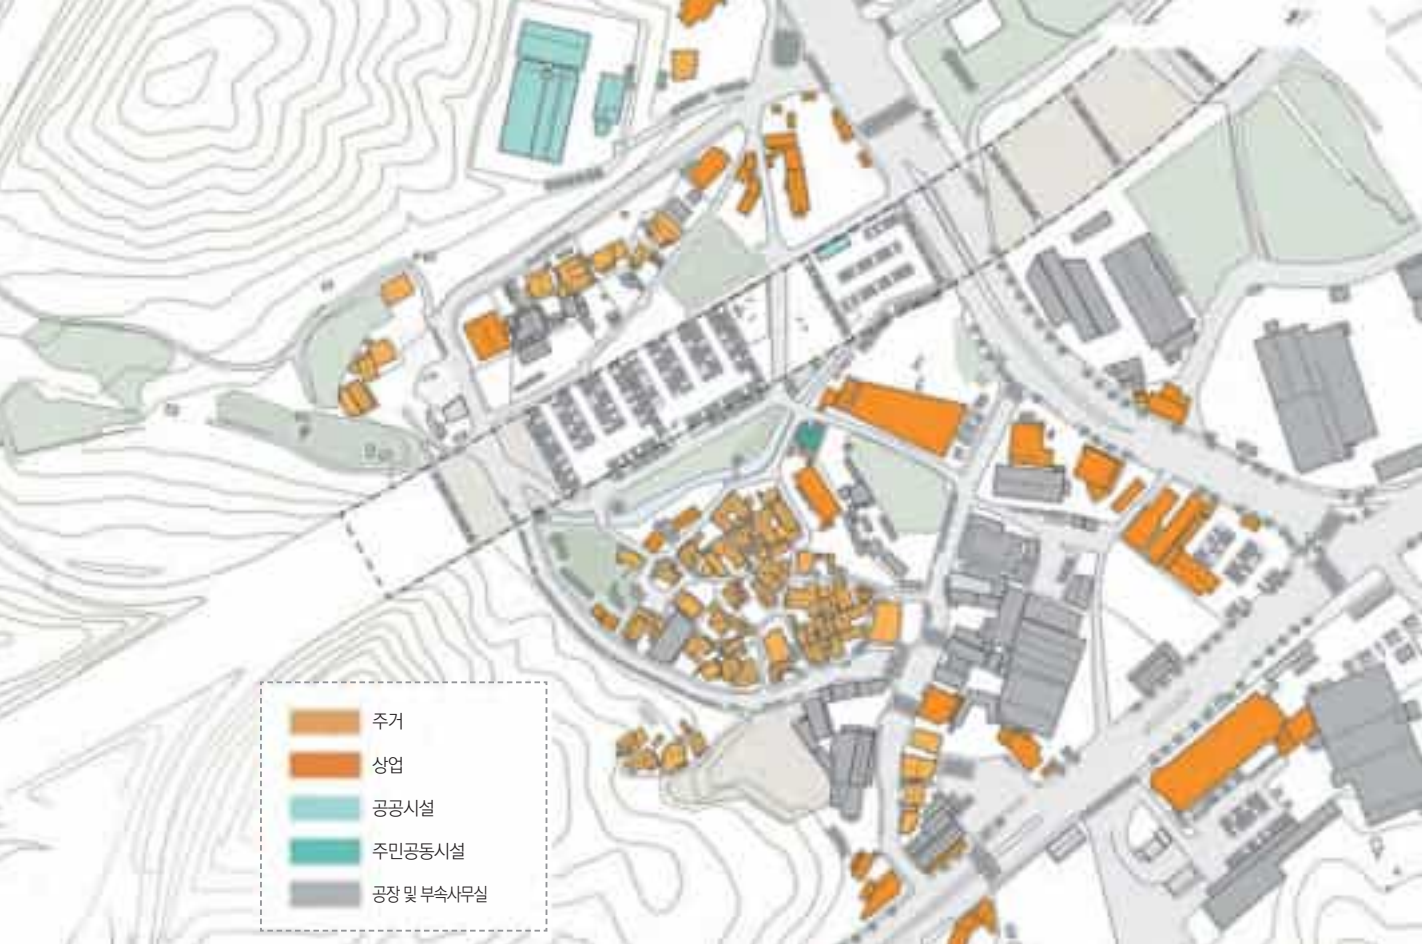 주거
상업
공공시설
주민공동시설
공장 및 부속사무실